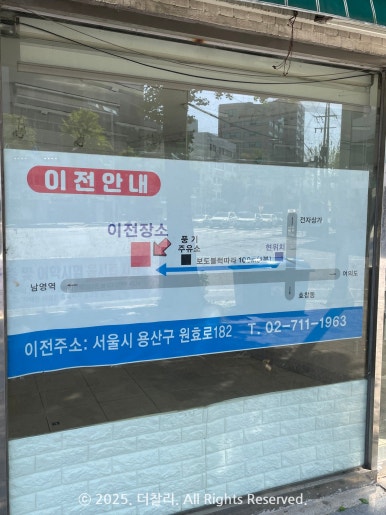 이전안내
이전장소
풍기
주유소
전자상가
보도블럭따라 100m
현위치
남영역
여의도
효창동
이전주소: 서울시 용산구 원효로182 T. 02-711-1963
© 2025. 더찰리. All Rights Reserved.